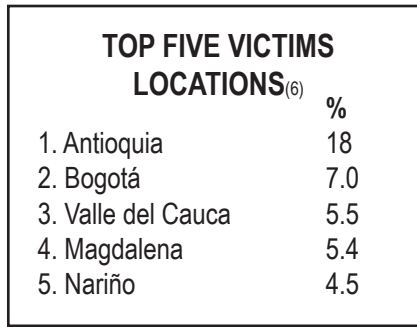 TOP FIVE VICTIMS
LOCATIONS(6)
%
1. Antioquia 18
2. Bogotá 7.0
3. Valle del Cauca 5.5
4. Magdalena 5.4
5. Nariño 4.5